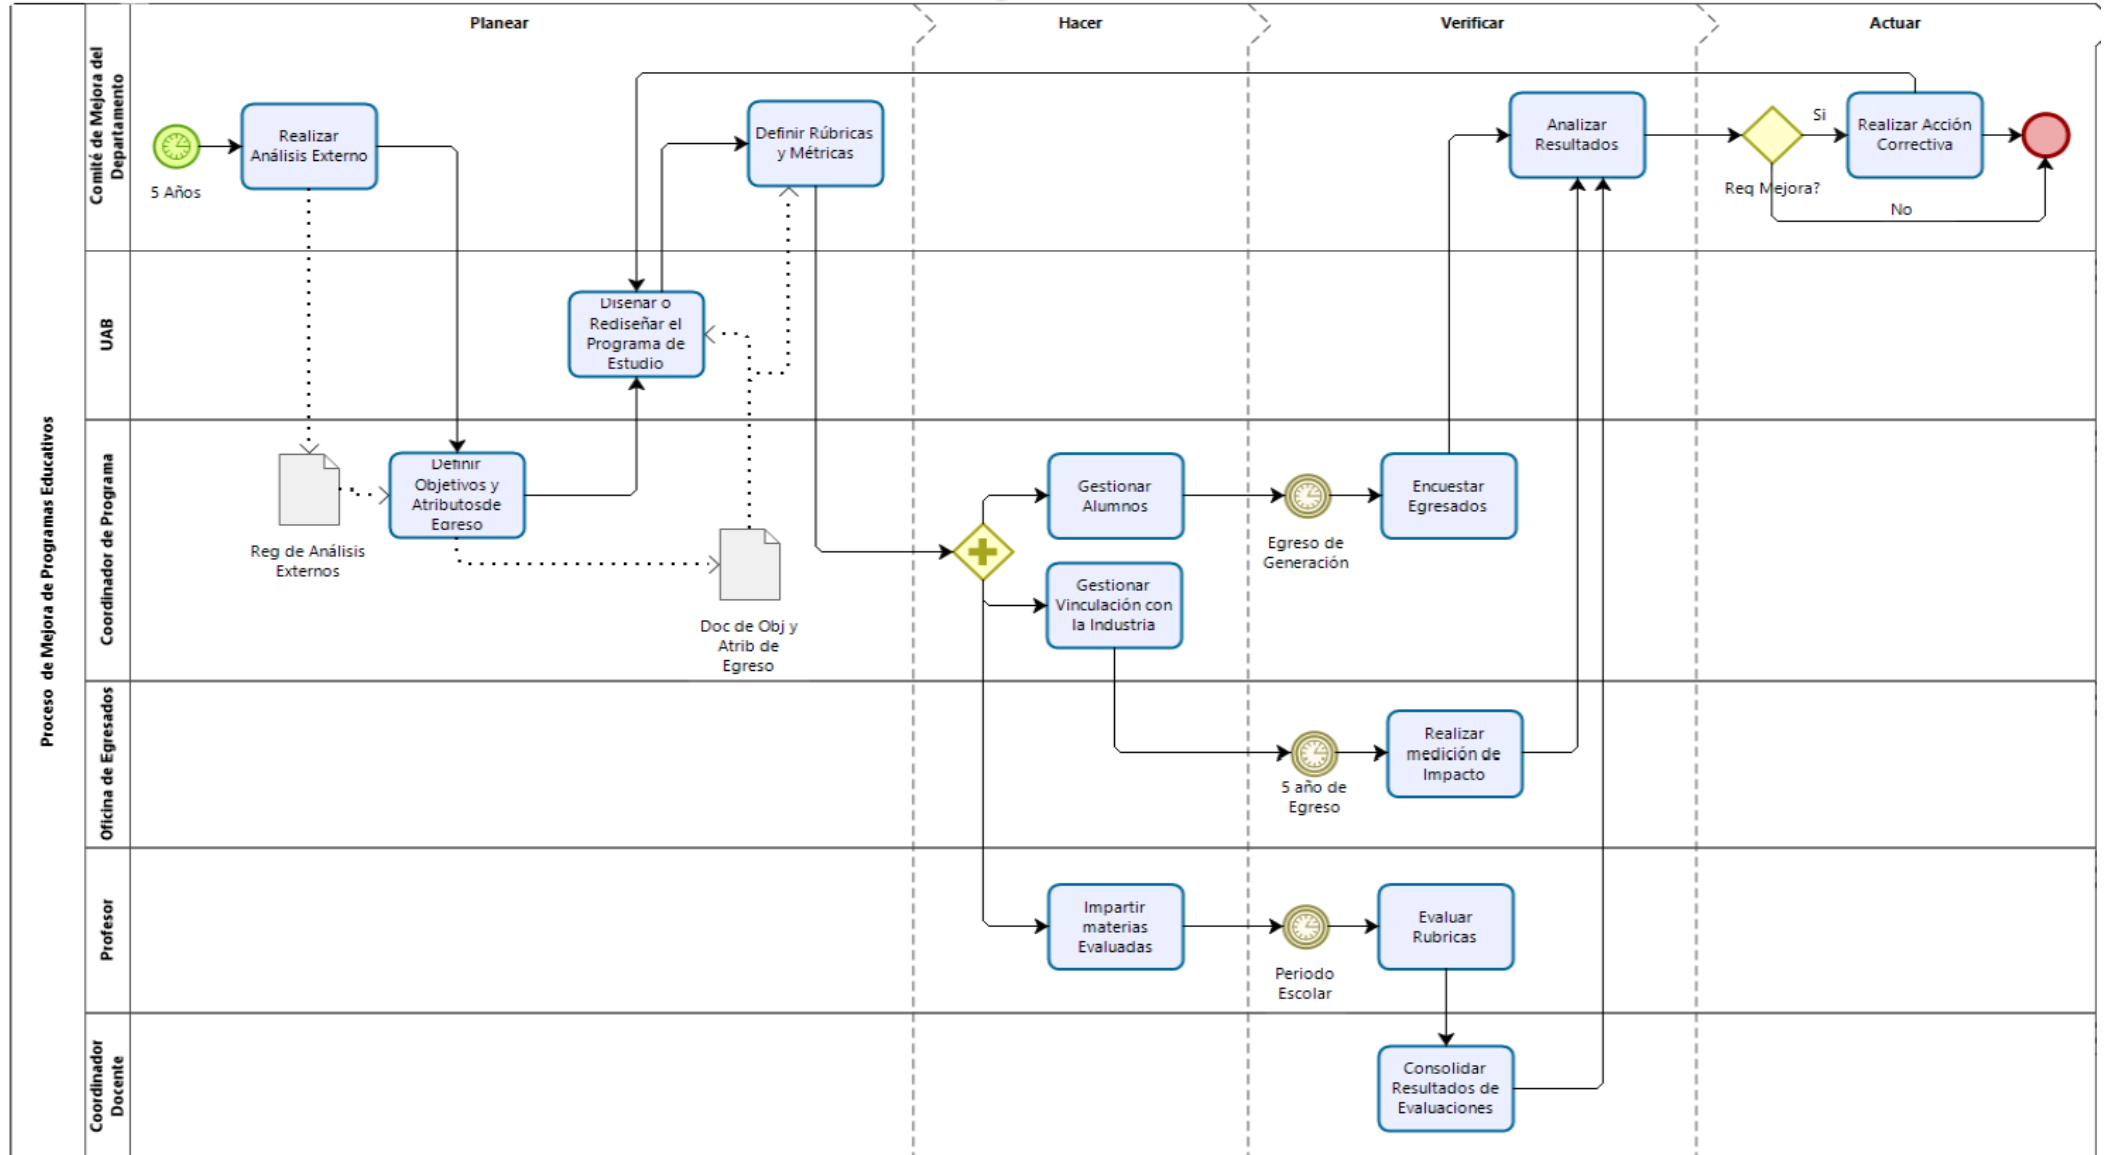 Planear
Hacer
Verificar
Actuar
Proceso de Mejora de Programas Educativos
Comité de Mejora del
Departamento
5 Años
Realizar
Análisis Externo
Definir Rúbricas
y Métricas
Analizar
Resultados
Req Mejora?
Si
No
Realizar Acción
Correctiva
UAB
Diseñar o
Rediseñar el
Programa de
Estudio
Coordinador de Programa
Reg de Análisis
Externos
Definir
Objetivos y
Atributosde
Egreso
Doc de Obj y
Atrib de
Egreso
Gestionar
Alumnos
Gestionar
Vinculación con
la Industria
Egreso de
Generación
Encuestar
Egresados
Oficina de Egresados
5 año de
Egreso
Realizar
medición de
Impacto
Profesor
Impartir
materias
Evaluadas
Periodo
Escolar
Evaluar
Rubricas
Coordinador
Docente
Consolidar
Resultados de
Evaluaciones